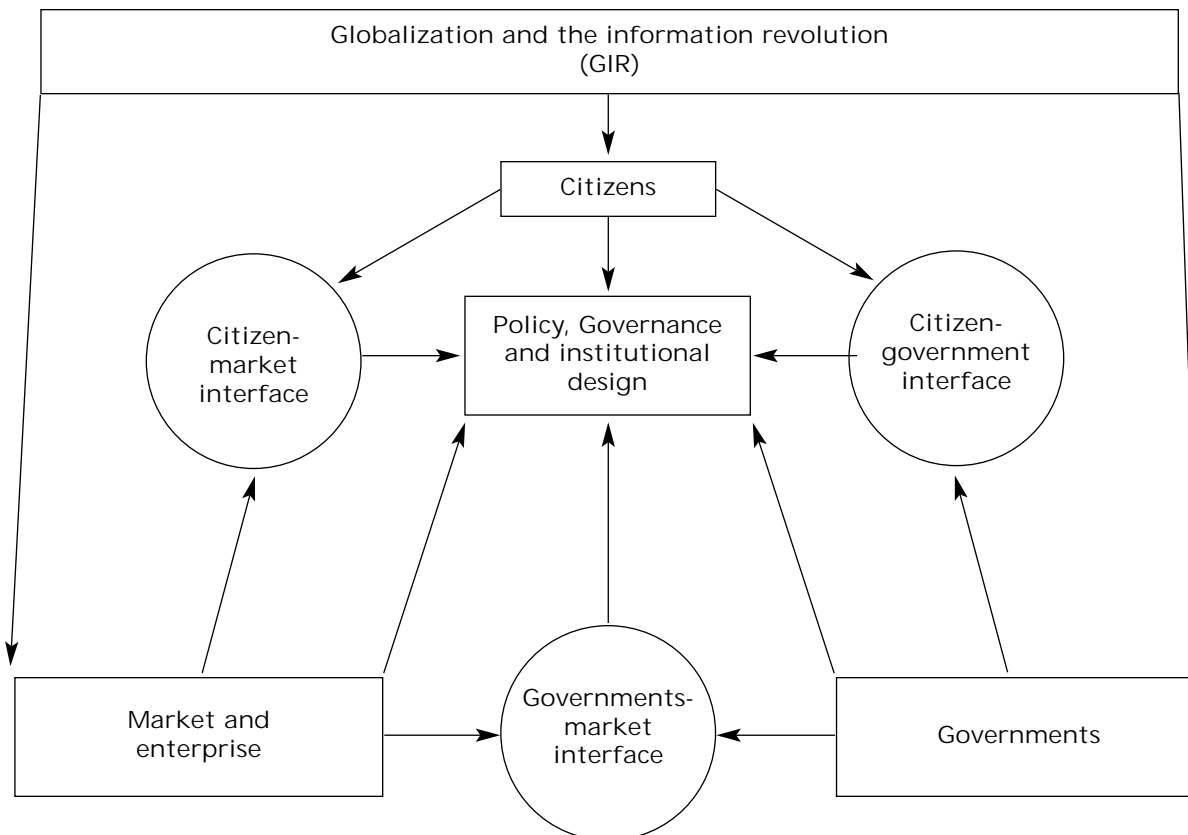 Globalization and the information revolution
(GIR)
Citizens
Citizen-
market
interface
Policy, Governance
and institutional
design
Citizen-
government
interface
Market and
enterprise
Governments-
market
interface
Governments